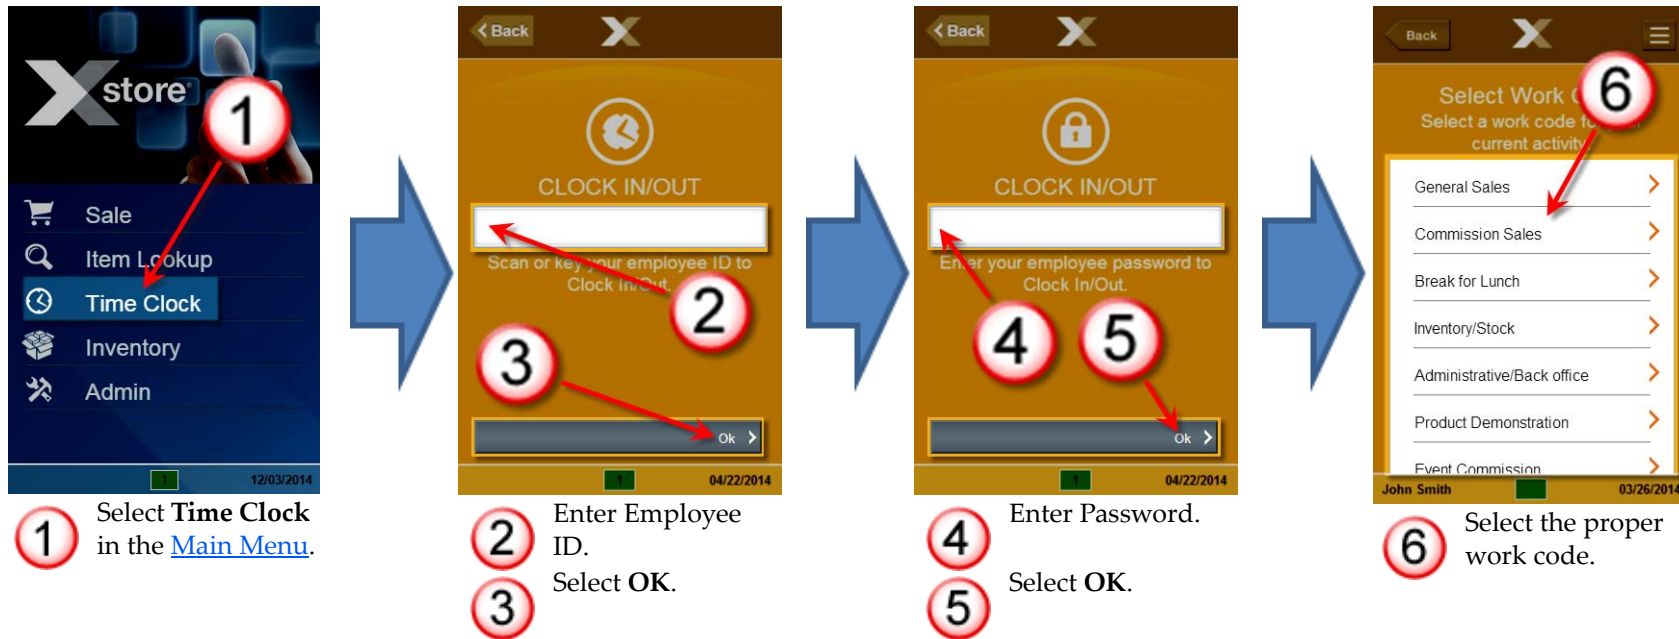 Xstore
1
Sale
Item Lookup
Time Clock
Inventory
Admin
1
12/03/2014
1
Select Time Clock
in the Main Menu.
Back
X
CLOCK IN/OUT
Scan or key your employee ID to
Clock In/Out.
2
3
Ok
1
04/22/2014
2
Enter Employee
ID.
3
Select OK.
Back
X
CLOCK IN/OUT
Enter your employee password to
Clock In/Out.
4
5
Ok
1
04/22/2014
4
Enter Password.
5
Select OK.
Back
X
6
Select Work
Select a work code
current activity.
General Sales
Commission Sales
Break for Lunch
Inventory/Stock
Administrative/Back office
Product Demonstration
Event Commission
John Smith
03/26/2014
6
Select the proper
work code.